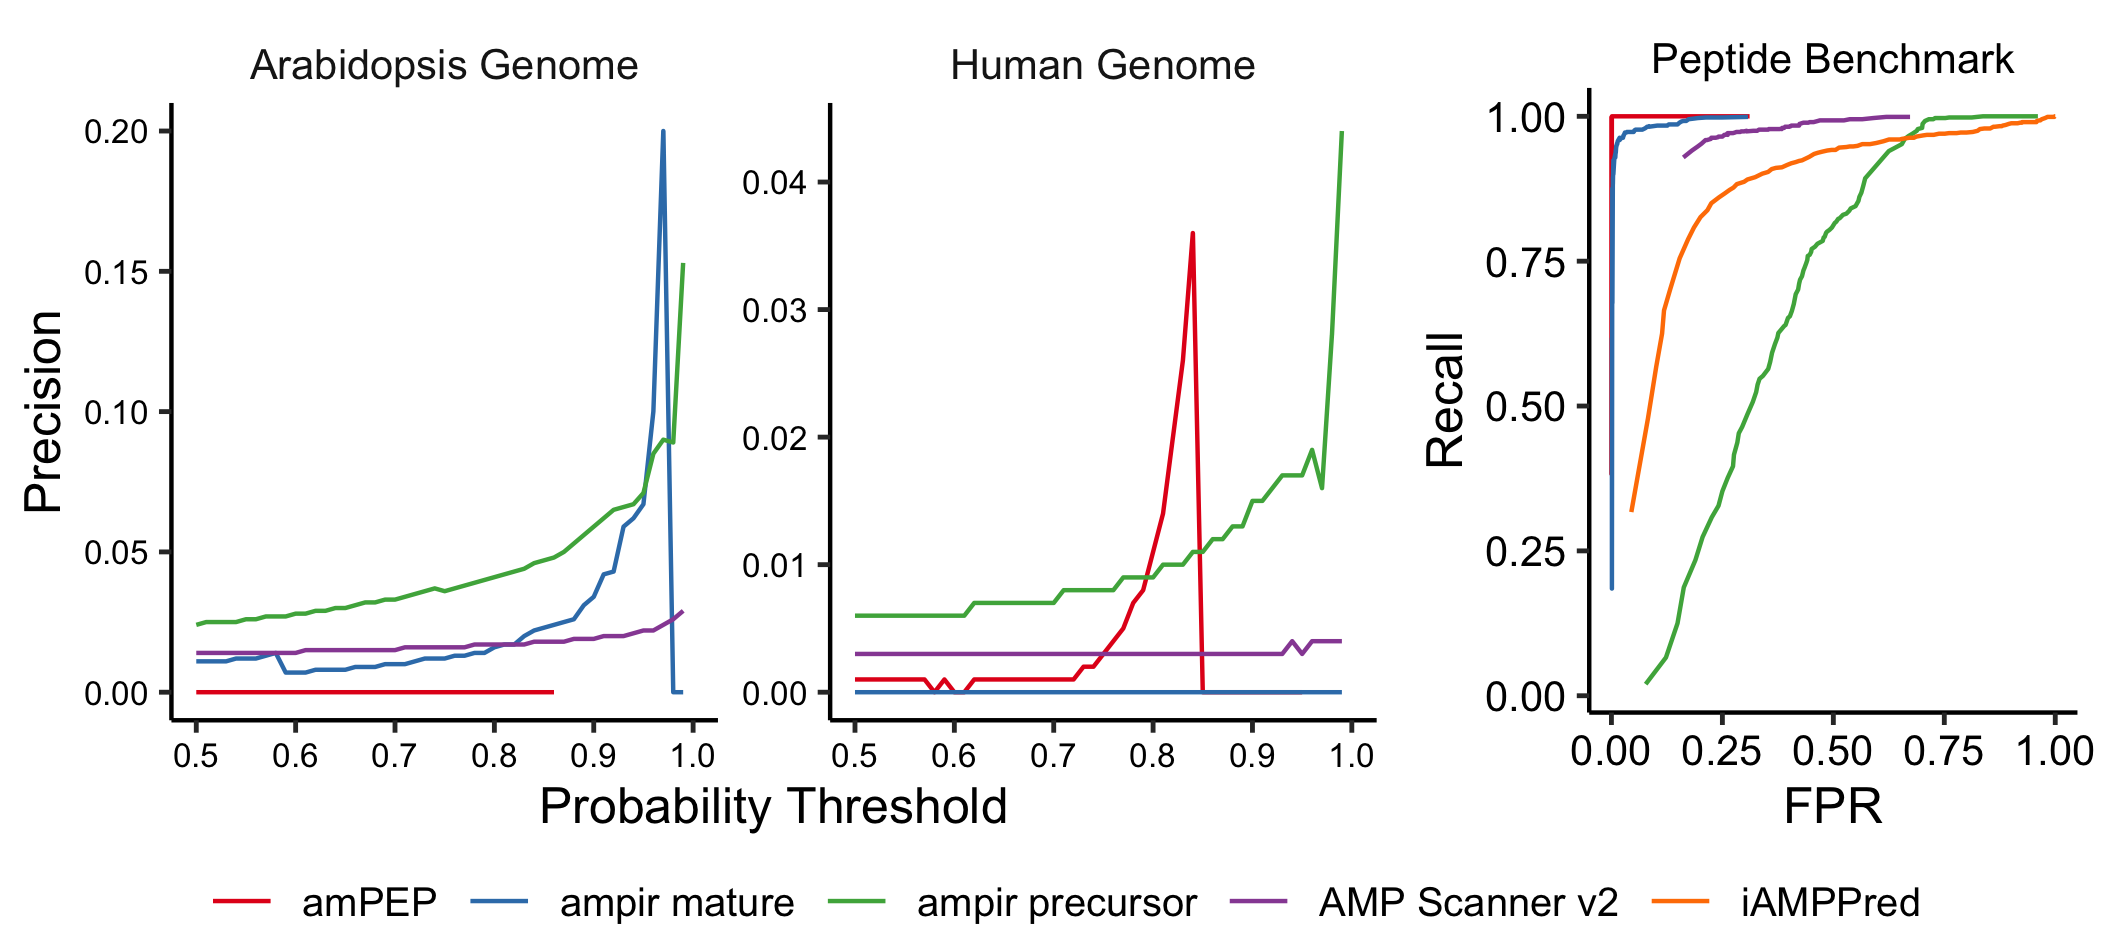 Arabidopsis Genome
Human Genome
Peptide Benchmark
Precision
0.20
0.15
0.10
0.05
0.00
0.5 0.6 0.7 0.8 0.9 1.0
0.04
0.03
0.02
0.01
0.00
0.5 0.6 0.7 0.8 0.9 1.0
Probability Threshold
Recall
1.00
0.75
0.50
0.25
0.00
0.00 0.25 0.50 0.75 1.00
FPR
amPEP ampir mature ampir precursor AMP Scanner v2 iAMPPred